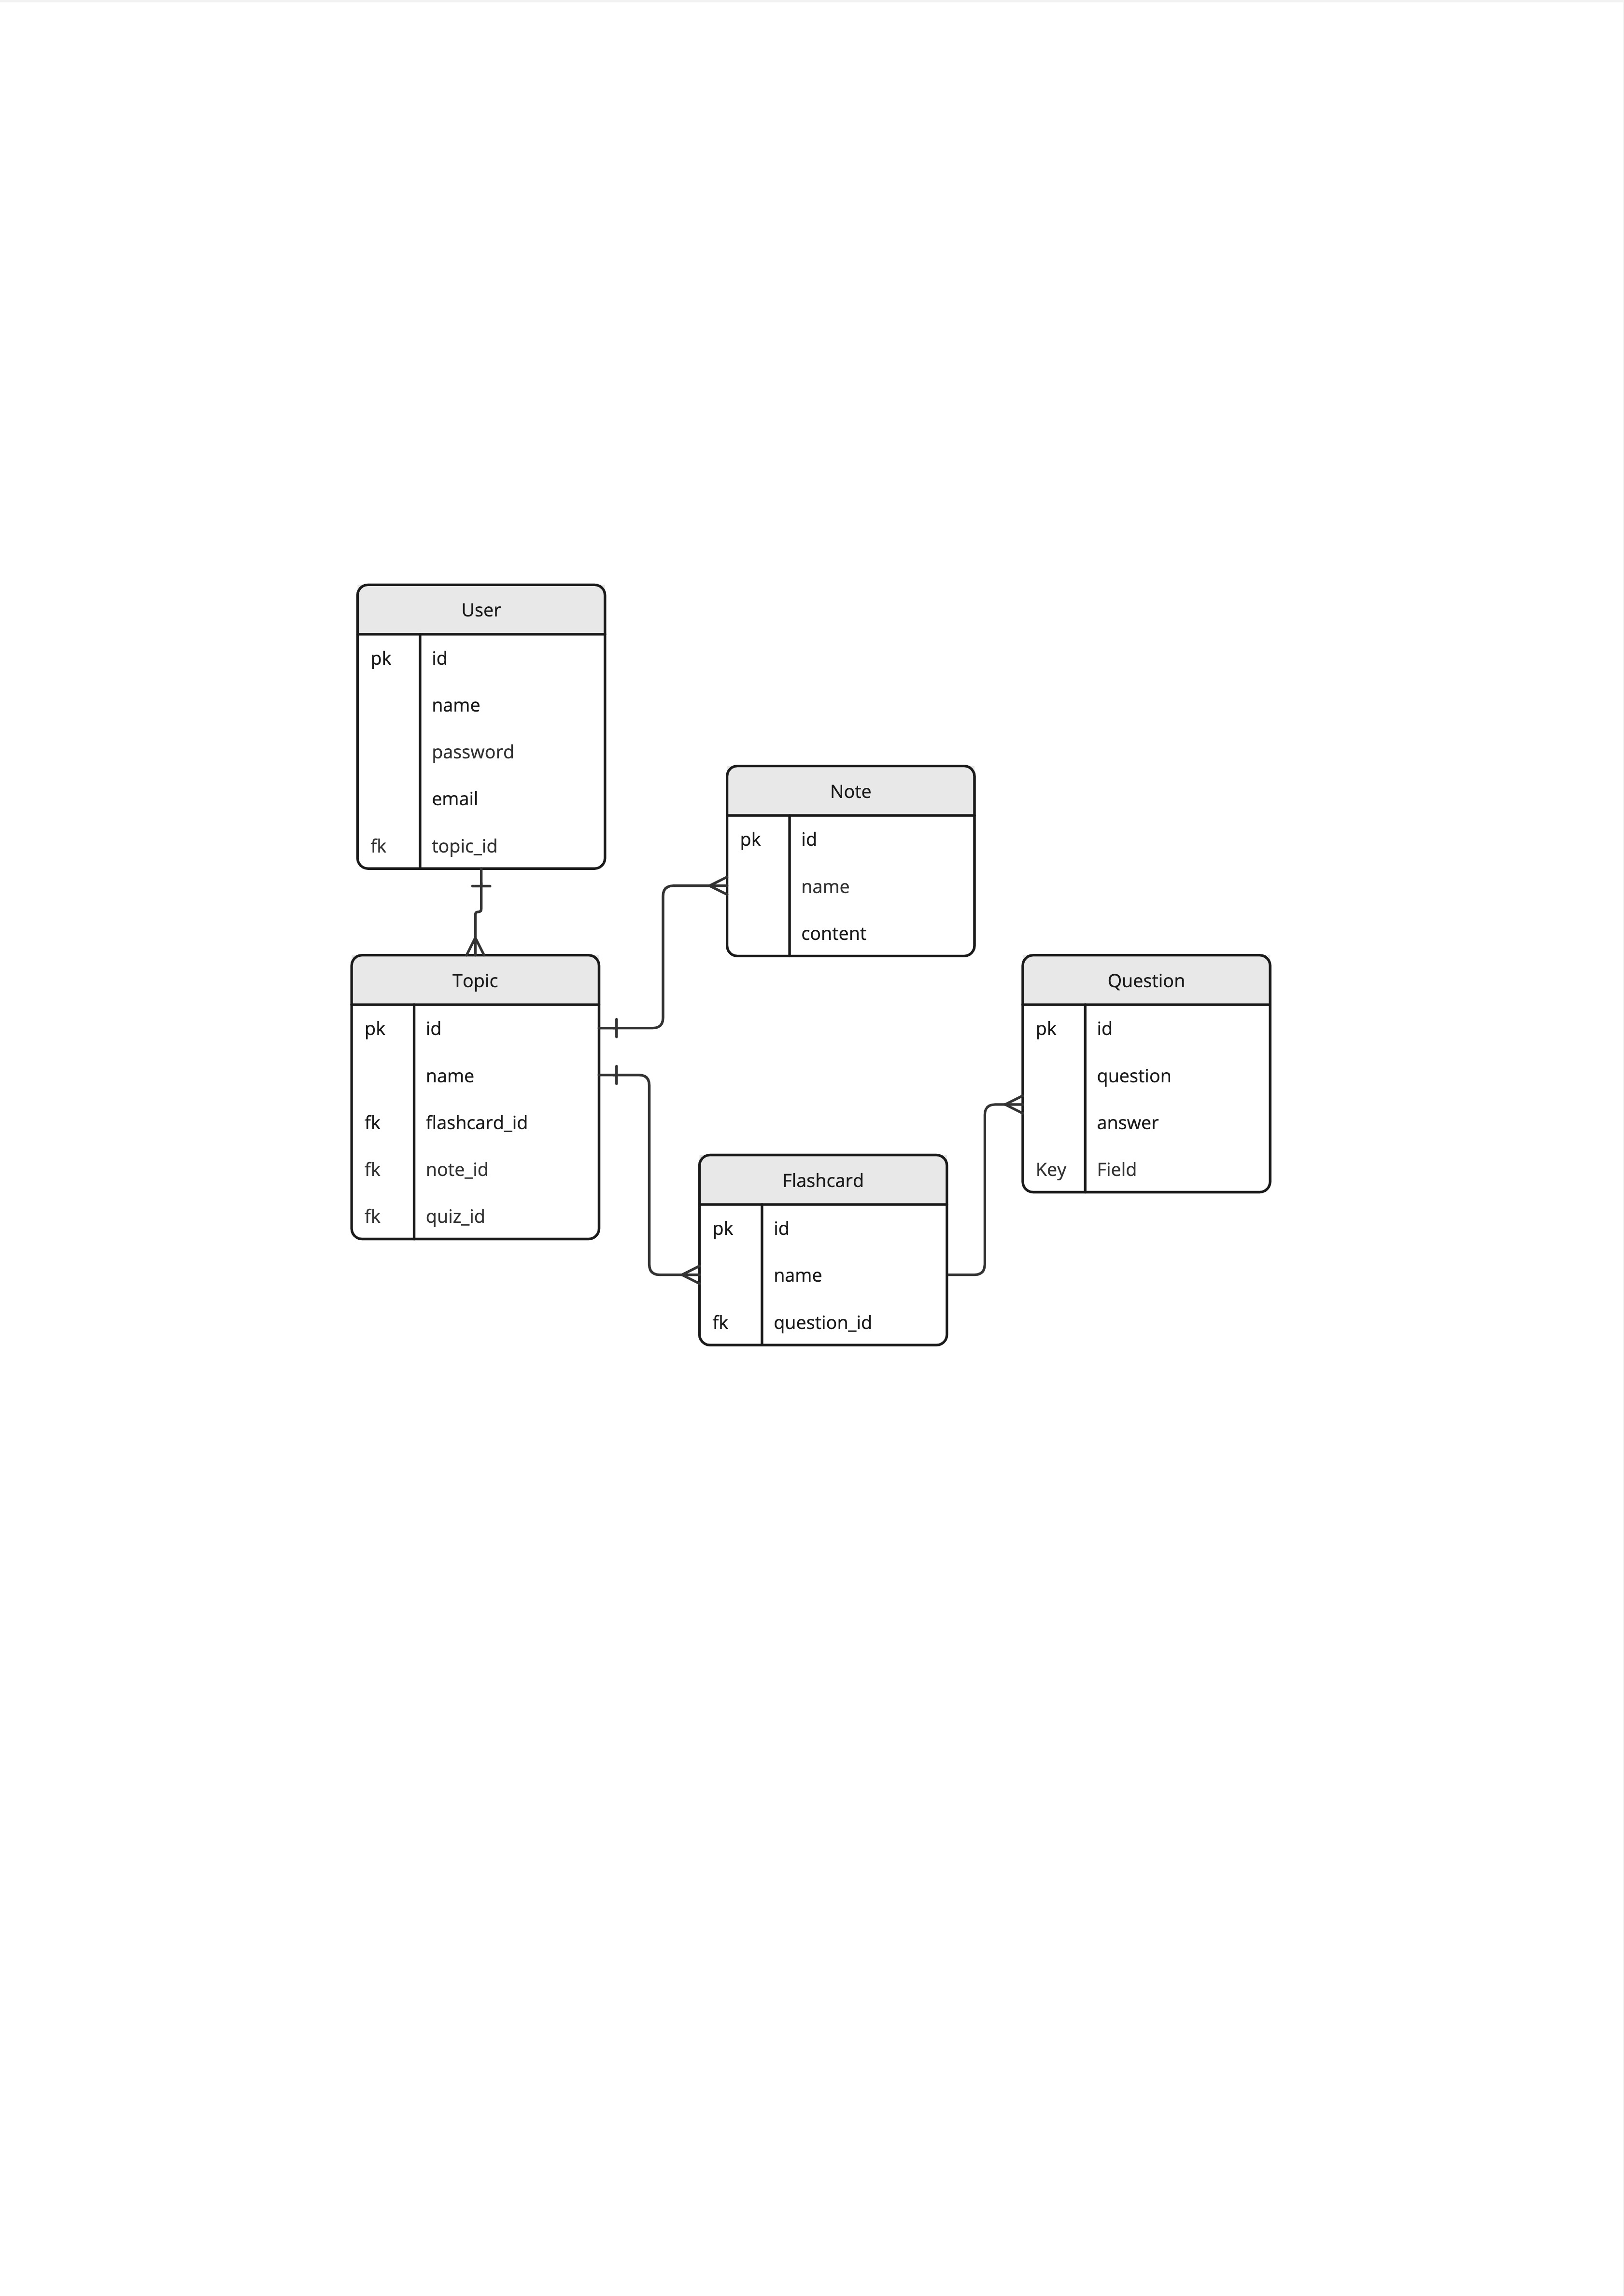 User
pk id
name
password
email
fk topic_id
Note
pk id
name
content
Topic
pk id
name
fk flashcard_id
fk note_id
fk quiz_id
Question
pk id
question
answer
Key Field
Flashcard
pk id
name
fk question_id